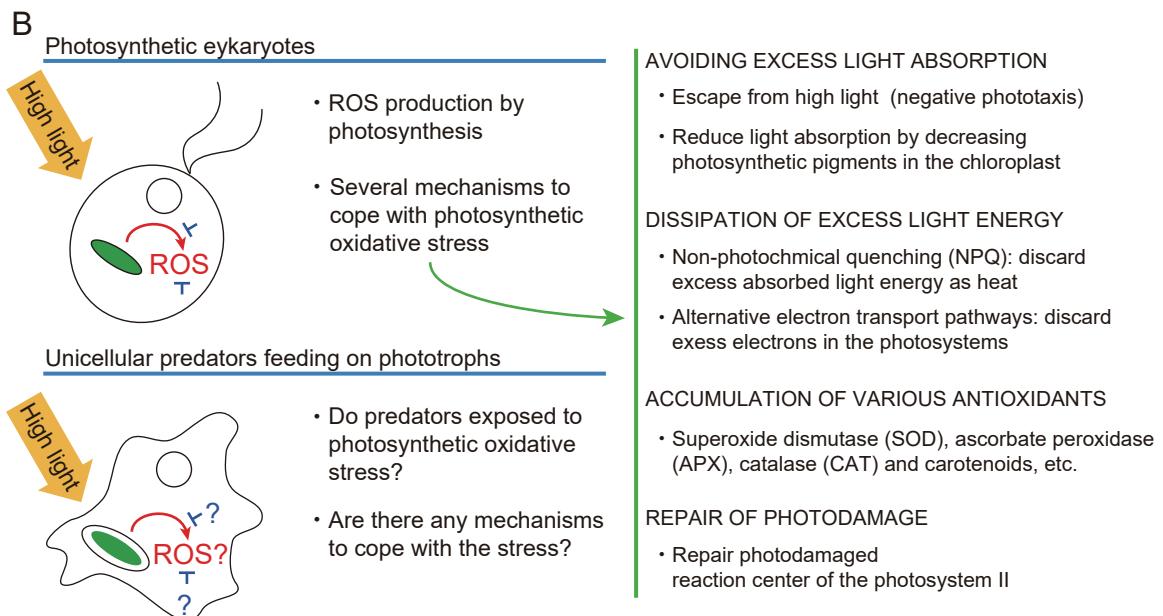 B
Photosynthetic eykaryotes
High light
・ROS production by
photosynthesis
・Several mechanisms to
cope with photosynthetic
oxidative stress
ROS
Unicellular predators feeding on phototrophs
High light
・Do predators exposed to
photosynthetic oxidative
stress?
・Are there any mechanisms
to cope with the stress?
?
ROS?
?
AVOIDING EXCESS LIGHT ABSORPTION
・Escape from high light (negative phototaxis)
・Reduce light absorption by decreasing
photosynthetic pigments in the chloroplast
DISSIPATION OF EXCESS LIGHT ENERGY
・Non-photochmical quenching (NPQ): discard
excess absorbed light energy as heat
・Alternative electron transport pathways: discard
exess electrons in the photosystems
ACCUMULATION OF VARIOUS ANTIOXIDANTS
・Superoxide dismutase (SOD), ascorbate peroxidase
(APX), catalase (CAT) and carotenoids, etc.
REPAIR OF PHOTODAMAGE
・Repair photodamaged
reaction center of the photosystem II